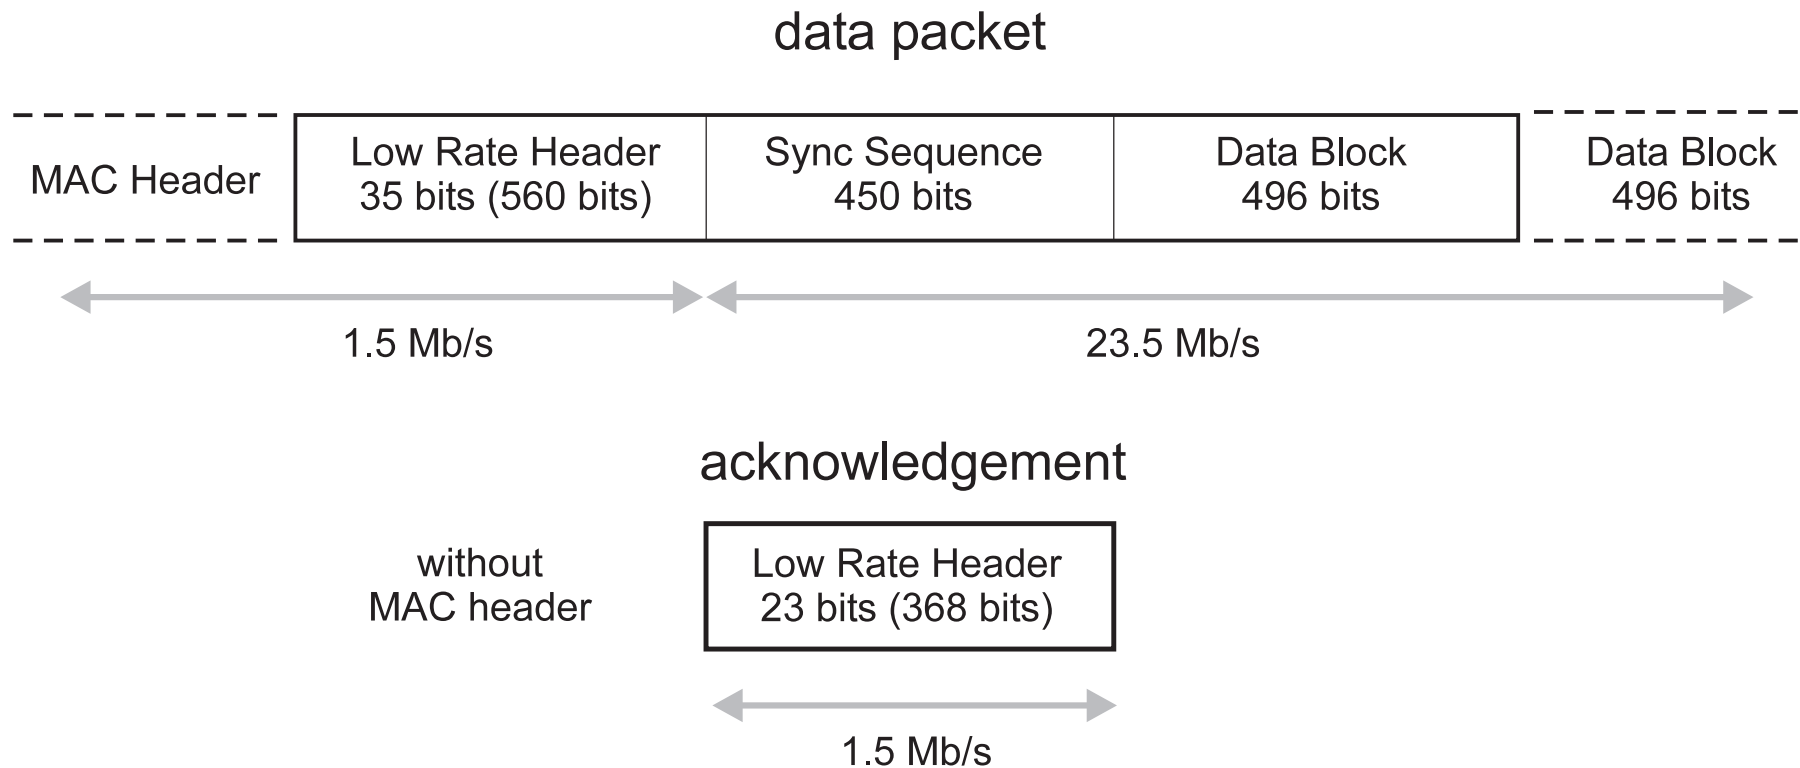 data packet
MAC Header
Low Rate Header
35 bits (560 bits)
Sync Sequence
450 bits
Data Block
496 bits
Data Block
496 bits
1.5 Mb/s
23.5 Mb/s
acknowledgement
without
MAC header
Low Rate Header
23 bits (368 bits)
1.5 Mb/s